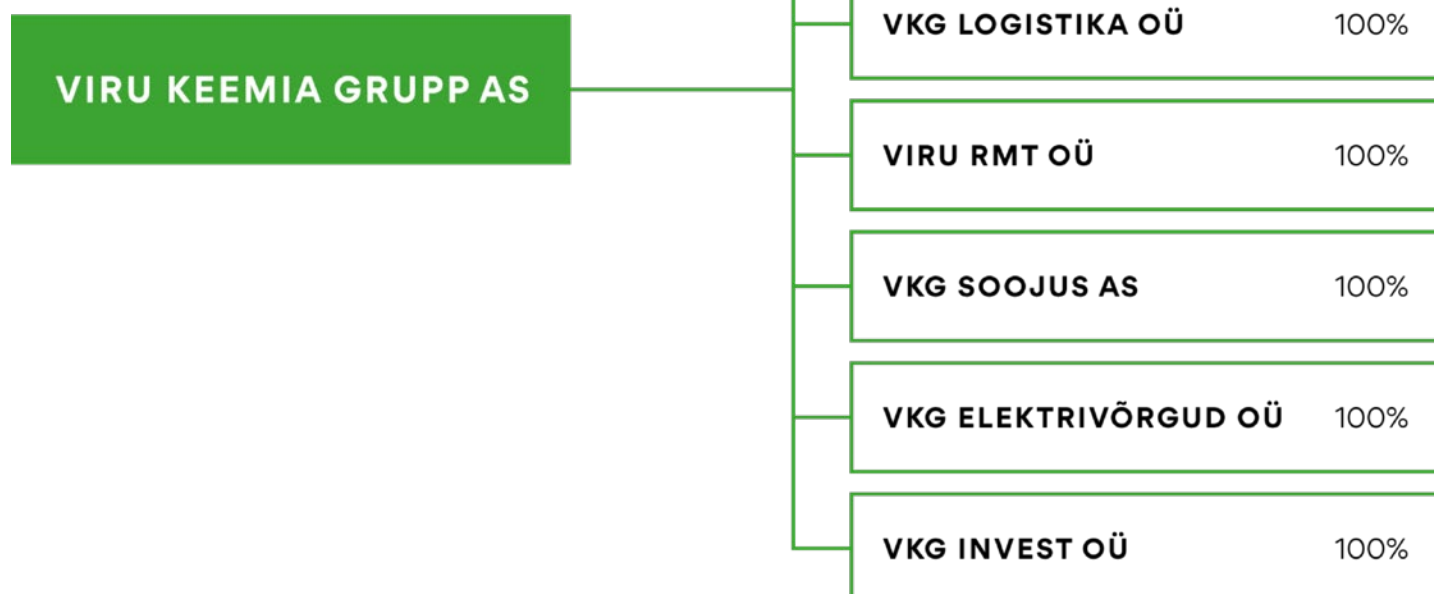 VIRU KEEMIA GRUPP AS
VKG LOGISTIKA OÜ 100%
VIRU RMT OÜ 100%
VKG SOOJUS AS 100%
VKG ELEKTRIVÕRGUD OÜ 100%
VKG INVEST OÜ 100%